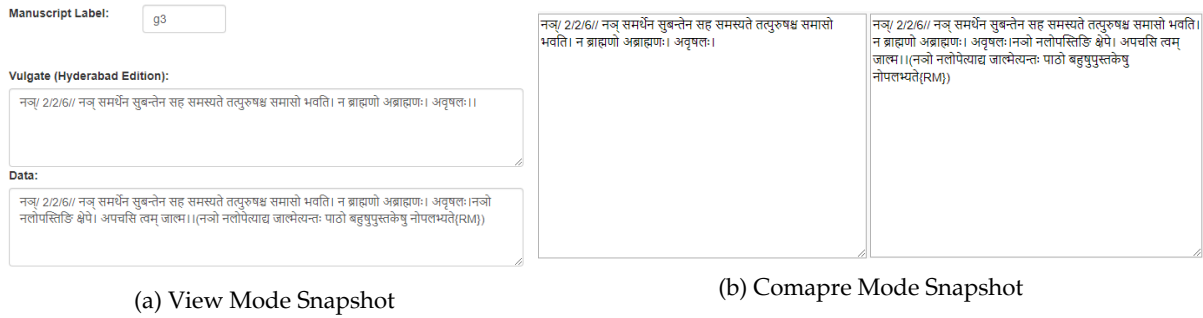 Manuscript Label:
g3
Vulgate (Hyderabad Edition):
नञ्/ 2/2/6// नञ् समर्थेन सुबन्तेन सह समस्यते तत्पुरुषश्च समासो भवति। न ब्राह्मणो अब्राह्मणः। अवृषलः।।
Data:
नञ्/ 2/2/6// नञ् समर्थेन सुबन्तेन सह समस्यते तत्पुरुषश्च समासो भवति। न ब्राह्मणो अब्राह्मणः। अवृषलः।नञो
नलोपस्तिङि क्षेपे। अपचसि त्वम् जाल्म।।(नञो नलोपेत्याद्य जाल्मेत्यन्तः पाठो बहुषुपुस्तकेषु नोपलभ्यते{RM})
(a) View Mode Snapshot
नञ्/ 2/2/6// नञ् समर्थेन सुबन्तेन सह समस्यते तत्पुरुषश्च समासो
भवति। न ब्राह्मणो अब्राह्मणः। अवृषलः।
नञ्/ 2/2/6// नञ् समर्थेन सुबन्तेन सह समस्यते तत्पुरुषश्च समासो भवति।
न ब्राह्मणो अब्राह्मणः। अवृषलः।नञो नलोपस्तिङि क्षेपे। अपचसि त्वम्
जाल्म।।(नञो नलोपेत्याद्य जाल्मेत्यन्तः पाठो बहुषुपुस्तकेषु
नोपलभ्यते{RM})
(b) Comapre Mode Snapshot